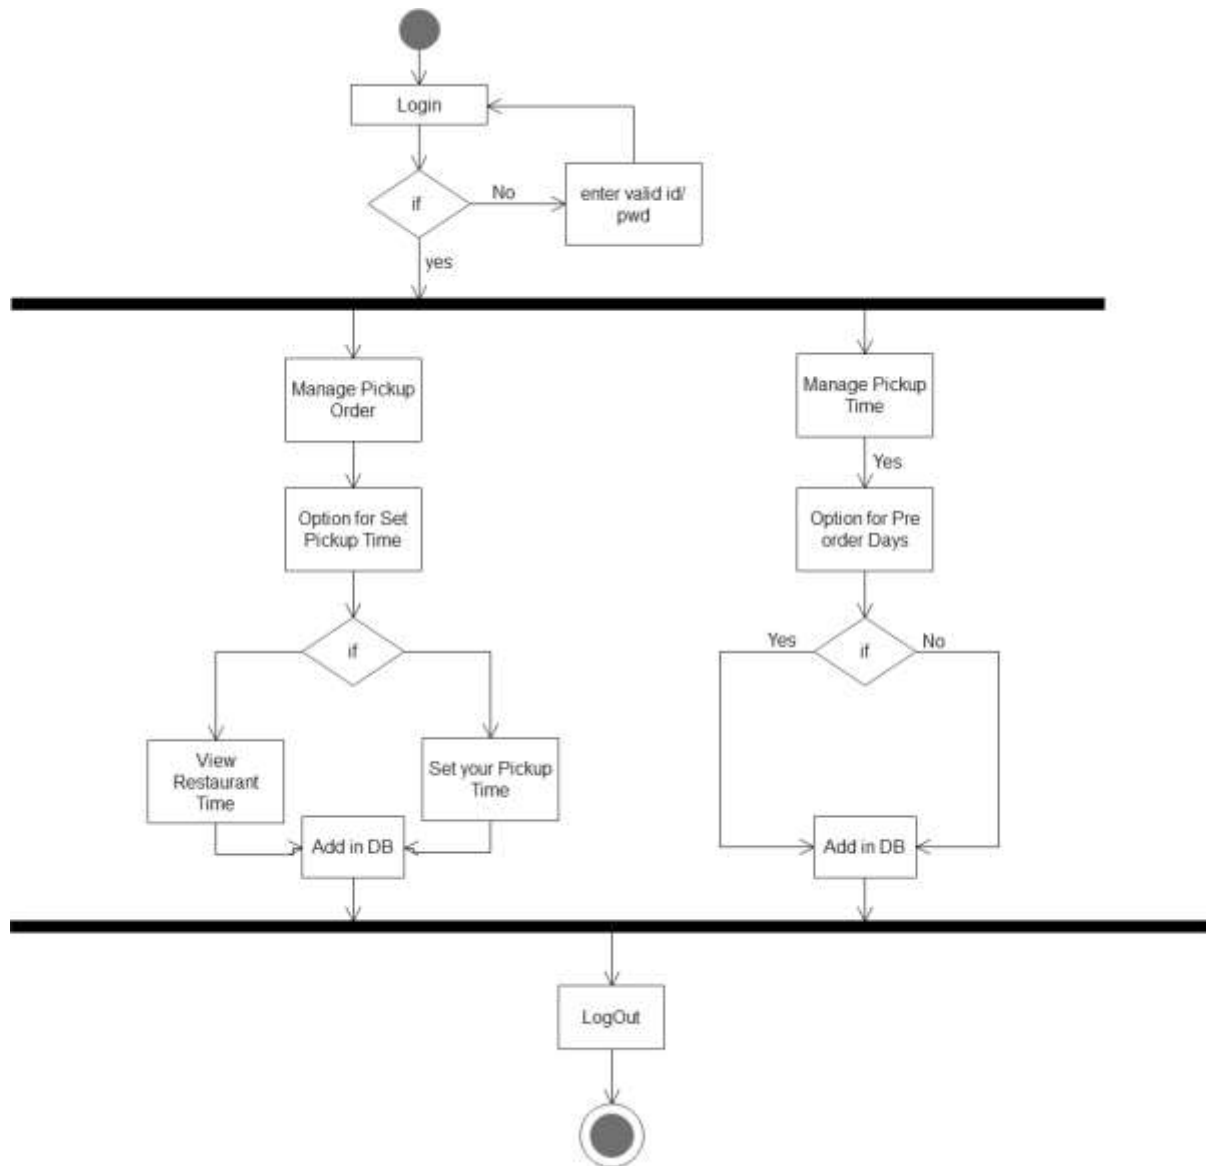 Login
if
No
enter valid id/
pwd
yes
Manage Pickup
Order
Manage Pickup
Time
Yes
Option for Set
Pickup Time
Option for Pre
order Days
if
Yes
if
No
View
Restaurant
Time
Set your Pickup
Time
Add in DB
Add in DB
LogOut